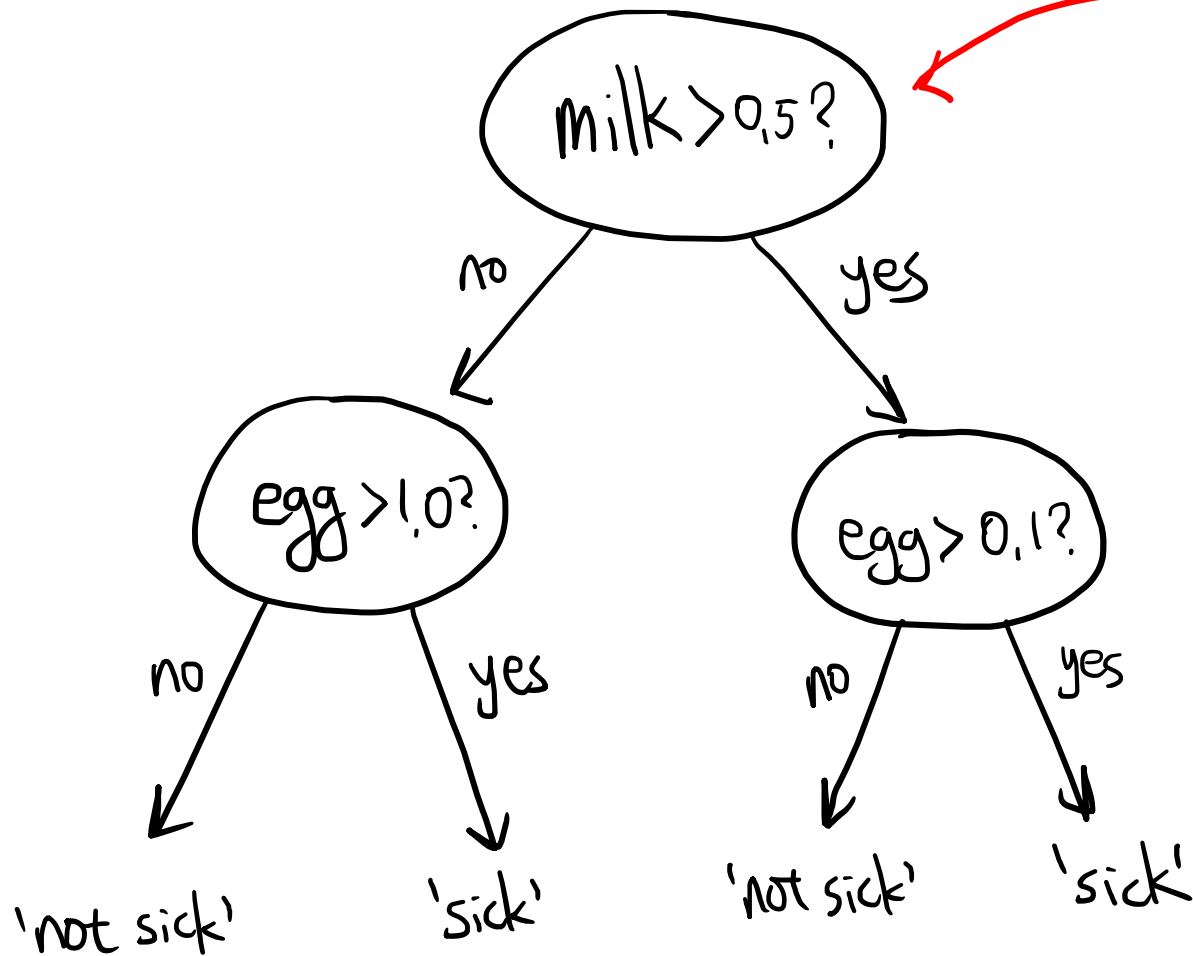 milk>0,5?
no
yes
egg>1,0?
egg>0,1?
no
yes
no
yes
'not sick'
'sick'
'not sick'
'sick'